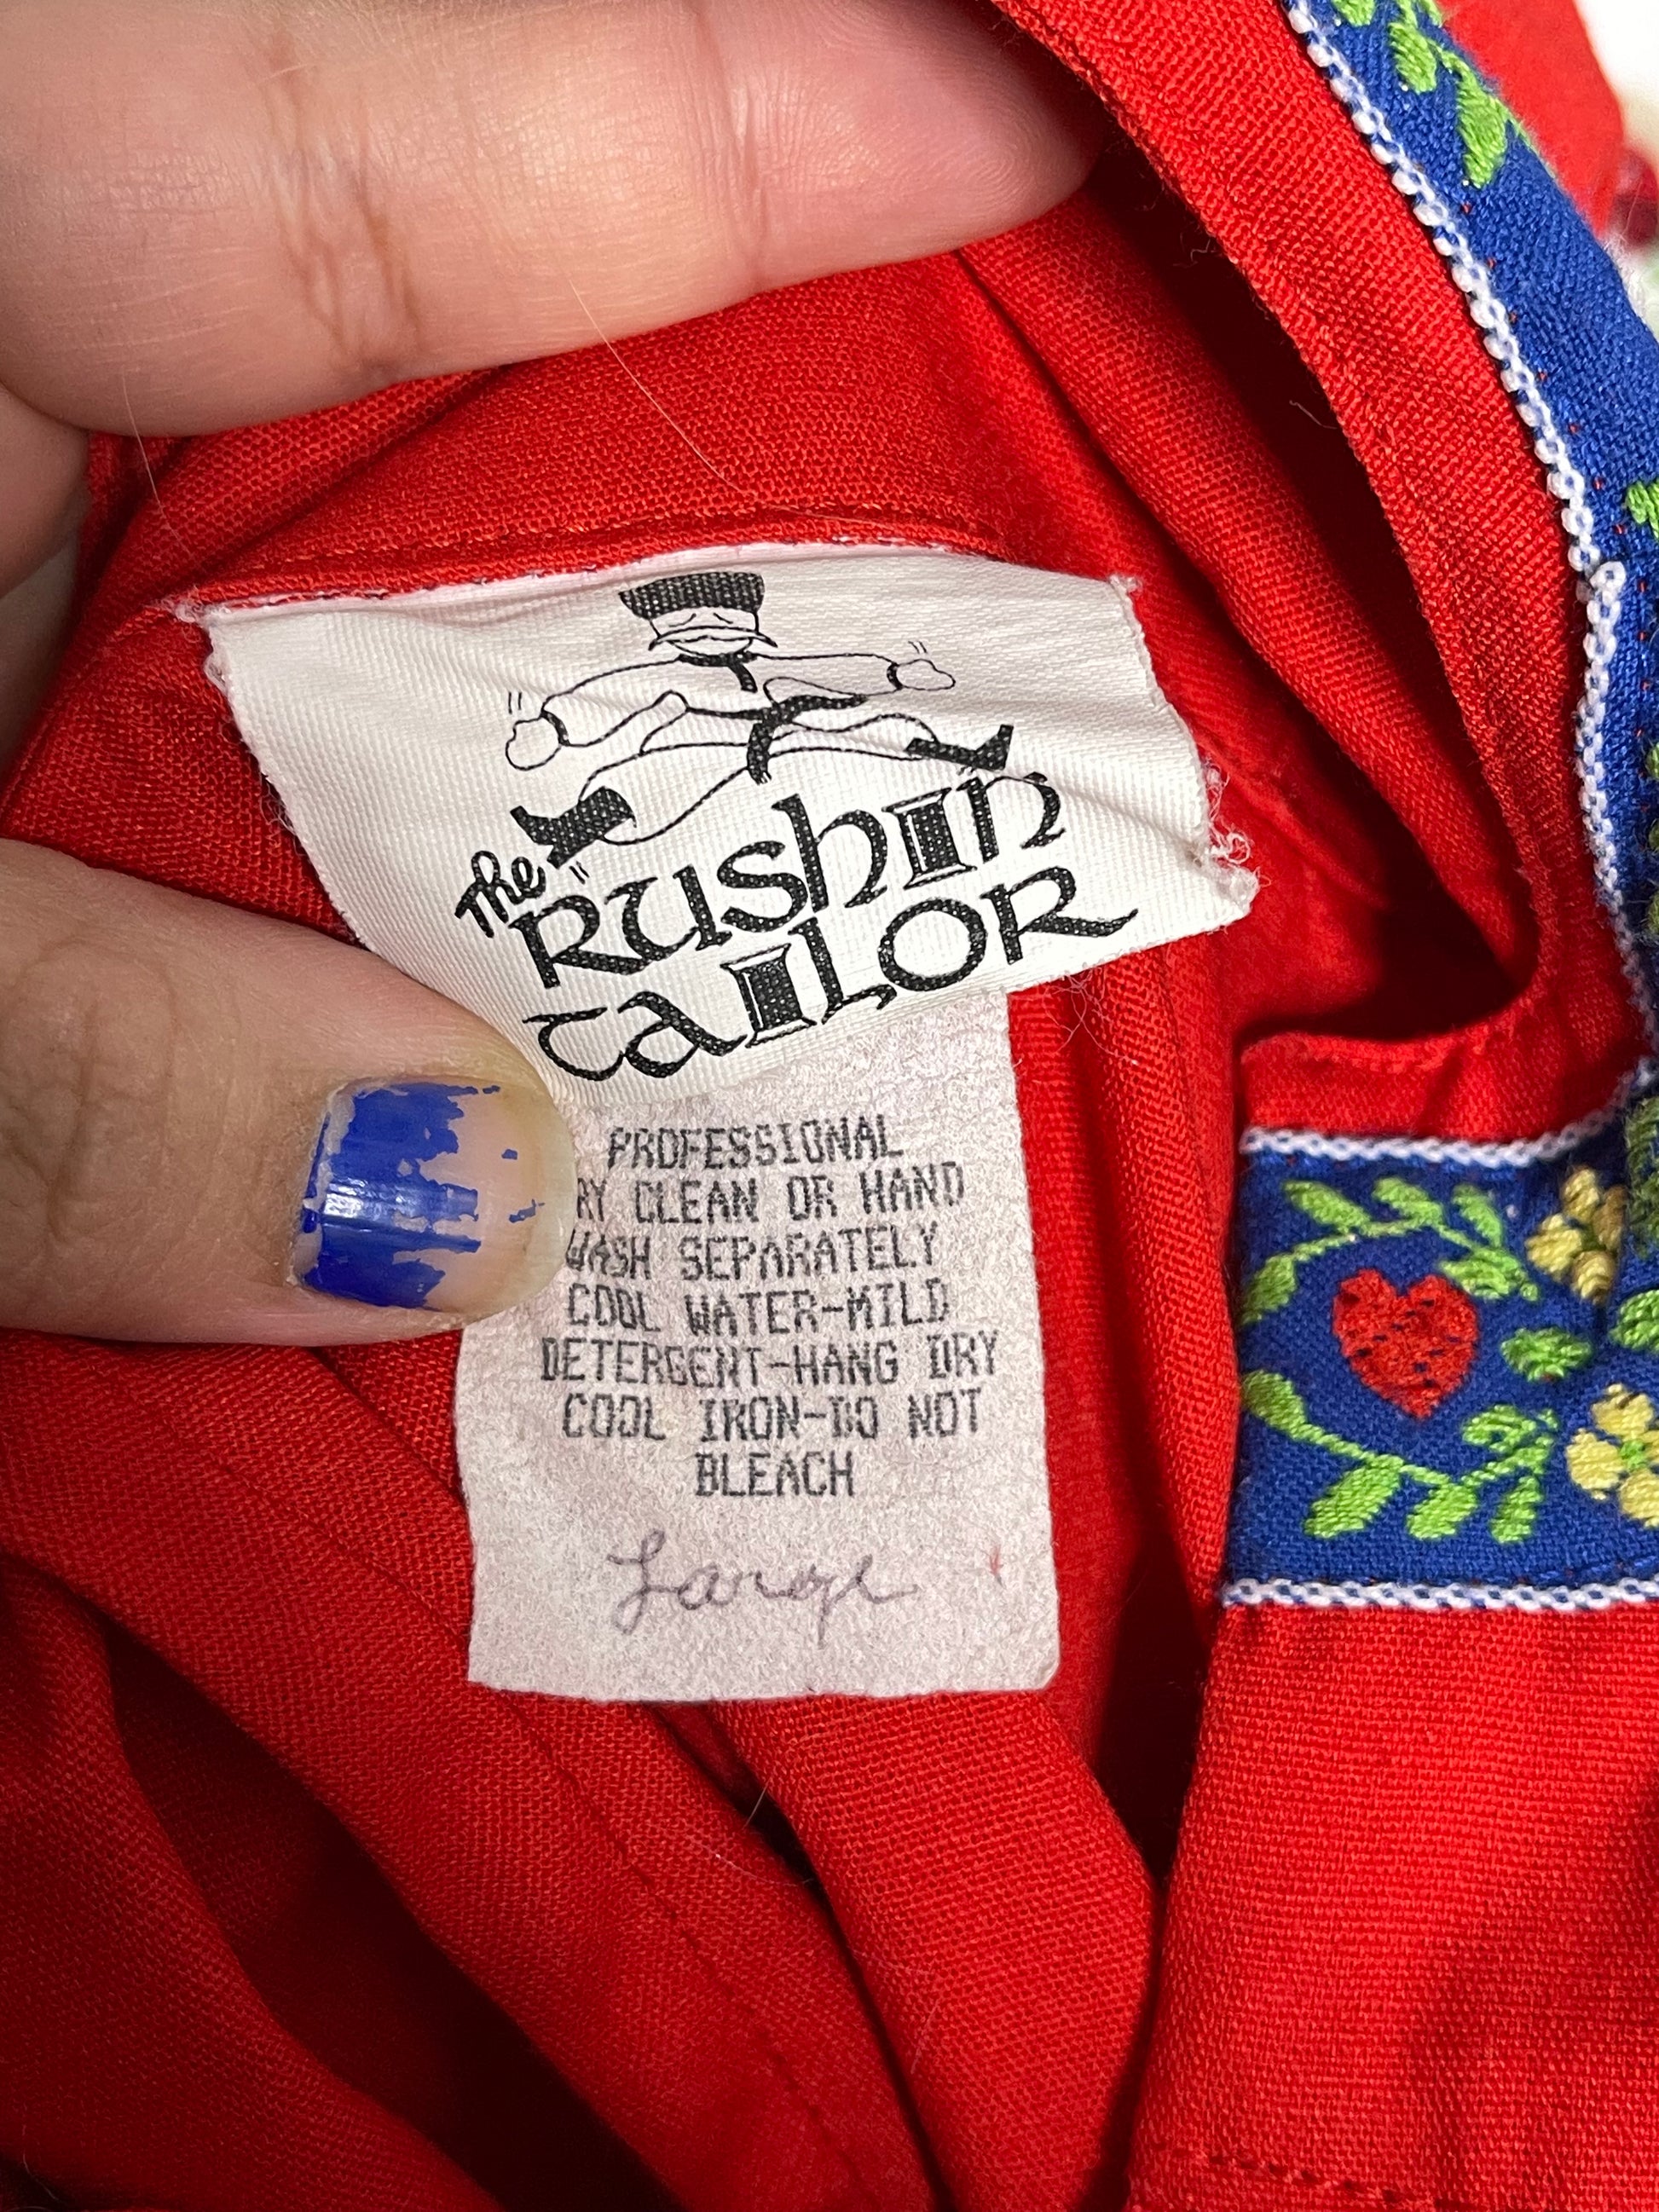 The
Rushin
Tailor
PROFESSIONAL
RY CLEAN OR HAND
WASH SEPARATELY
COOL WATER-MILD
DETERGENT-HANG DRY
COOL IRON-DO NOT
BLEACH
Large